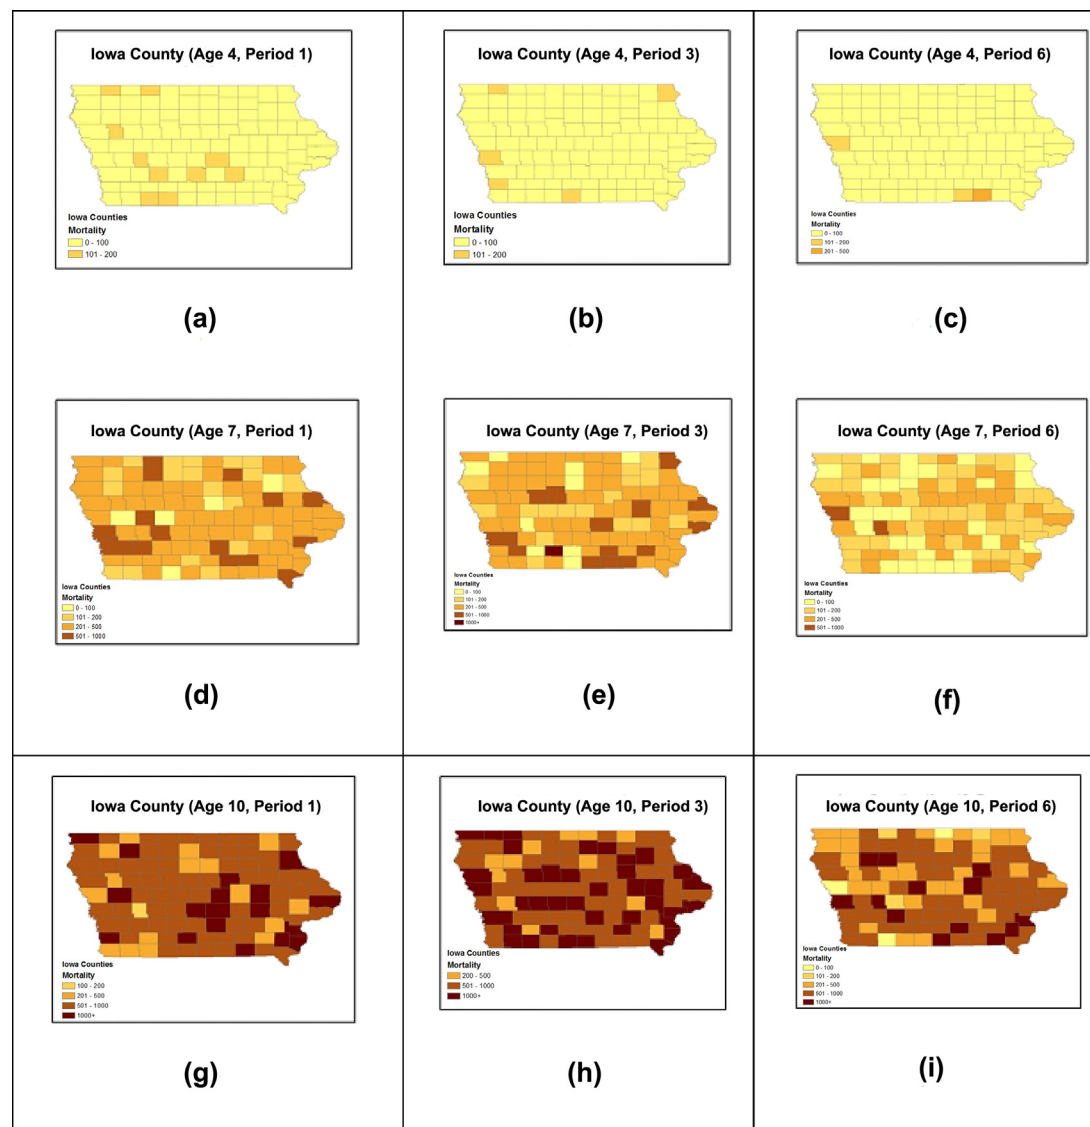 Iowa County (Age 4, Period 1)
Iowa Counties
Mortality
0 - 100
101 - 200
(a)
Iowa County (Age 4, Period 3)
Iowa Counties
Mortality
0 - 100
101 - 200
(b)
Iowa County (Age 4, Period 6)
Iowa Counties
Mortality
0 - 100
101 - 200
201 - 500
(c)
Iowa County (Age 7, Period 1)
Iowa Counties
Mortality
0 - 100
101 - 200
201 - 500
501 - 1000
(d)
Iowa County (Age 7, Period 3)
Iowa Counties
Mortality
0 - 100
101 - 200
201 - 500
501 - 1000
1000+
(e)
Iowa County (Age 7, Period 6)
Iowa Counties
Mortality
0 - 100
101 - 200
201 - 500
501 - 1000
(f)
Iowa County (Age 10, Period 1)
Iowa Counties
Mortality
100 - 200
201 - 500
501 - 1000
1000+
(g)
Iowa County (Age 10, Period 3)
Iowa Counties
Mortality
200 - 500
501 - 1000
1000+
(h)
Iowa County (Age 10, Period 6)
Iowa Counties
Mortality
0 - 100
101 - 200
201 - 500
501 - 1000
1000+
(i)